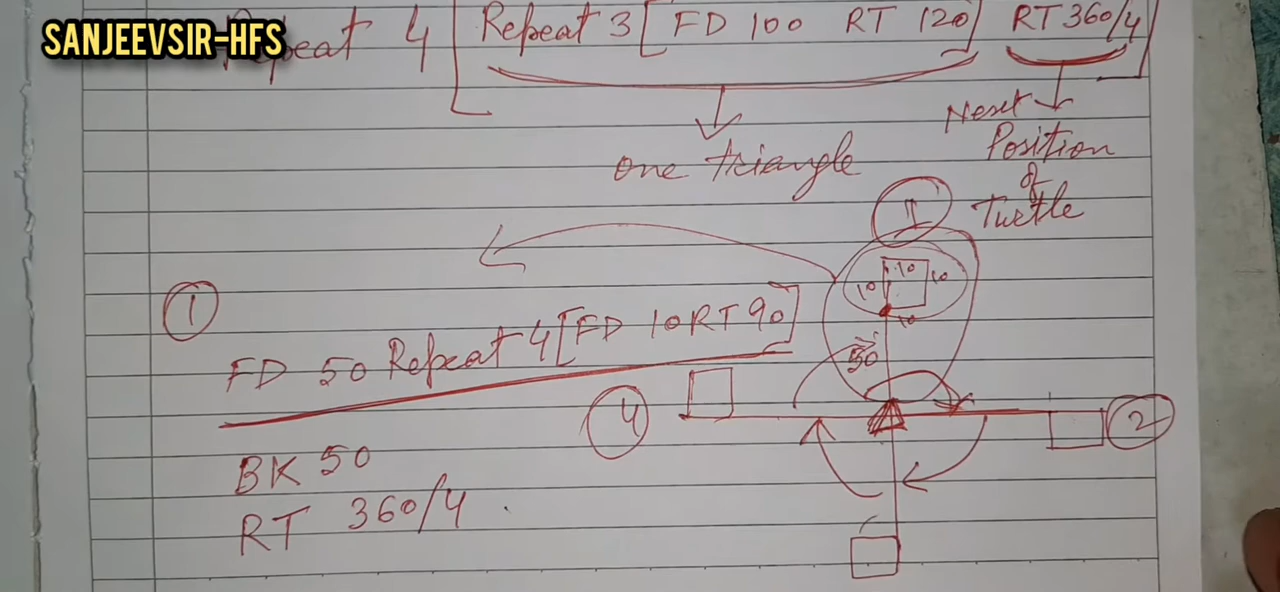 SANJEEVSIR-HFS
Repeat 4 [Repeat 3 [FD 100 RT 120] RT 360/4]
Next
Position
of
Turtle
one triangle
I
①
10
10
10
10
FD 50 Repeat 4 [FD 10 RT 90]
50
④
②
BK 50
RT 360/4